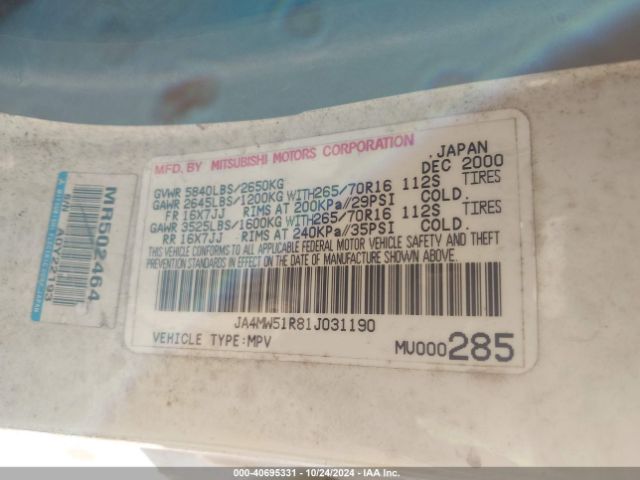 MFD. BY MITSUBISHI MOTORS CORPORATION , JAPAN
GVWR 5840LBS/2650KG DEC 2000
GAWR 2645LBS/1200KG WITH265/70R16 112S TIRES
FR 16X7JJ RIMS AT 200KPa//29PSI COLD.
GAWR 3525LBS/1600KG WITH265/70R16 112S TIRES
RR 16X7JJ RIMS AT 240KPa//35PSI COLD.
THIS VEHICLE CONFORMS TO ALL APPLICABLE FEDERAL MOTOR VEHICLE SAFETY AND THEFT
PREVENTION STANDARDS IN EFFECT ON THE DATE OF MANUFACTURE SHOWN ABOVE.
JA4MW51R81J031190
VEHICLE TYPE:MPV MU000285
MR502464
000-40695331 - 10/24/2024 - IAA Inc.